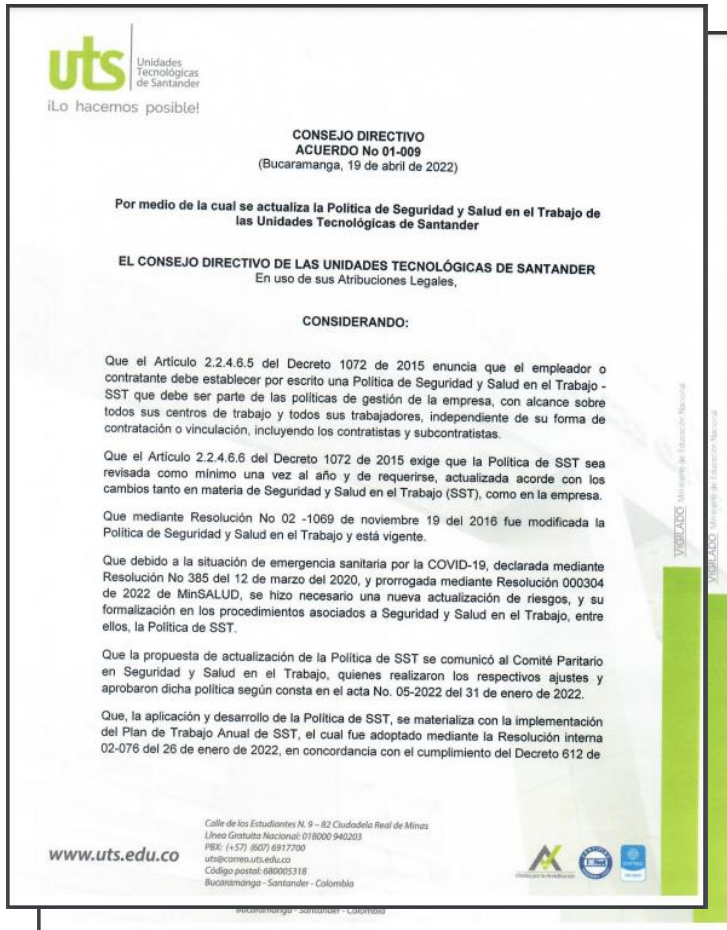 uts
Unidades
Tecnológicas
de Santander
¡Lo hacemos posible!
CONSEJO DIRECTIVO
ACUERDO No 01-009
(Bucaramanga, 19 de abril de 2022)
Por medio de la cual se actualiza la Política de Seguridad y Salud en el Trabajo de
las Unidades Tecnológicas de Santander
EL CONSEJO DIRECTIVO DE LAS UNIDADES TECNOLÓGICAS DE SANTANDER
En uso de sus Atribuciones Legales,
CONSIDERANDO:
Que el Artículo 2.2.4.6.5 del Decreto 1072 de 2015 enuncia que el empleador o
contratante debe establecer por escrito una Política de Seguridad y Salud en el Trabajo -
SST que debe ser parte de las políticas de gestión de la empresa, con alcance sobre
todos sus centros de trabajo y todos sus trabajadores, independiente de su forma de
contratación o vinculación, incluyendo los contratistas y subcontratistas.
Que el Articulo 2.2.4.6.6 del Decreto 1072 de 2015 exige que la Política de SST sea
revisada como mínimo una vez al año y de requerirse, actualizada acorde con los
cambios tanto en materia de Seguridad y Salud en el Trabajo (SST), como en la empresa.
Que mediante Resolución No 02 -1069 de noviembre 19 del 2016 fue modificada la
Política de Seguridad y Salud en el Trabajo y está vigente.
Que debido a la situación de emergencia sanitaria por la COVID-19, declarada mediante
Resolución No 385 del 12 de marzo del 2020, y prorrogada mediante Resolución 000304
de 2022 de MinSALUD, se hizo necesario una nueva actualización de riesgos, y su
formalización en los procedimientos asociados a Seguridad y Salud en el Trabajo, entre
ellos, la Política de SST.
Que la propuesta de actualización de la Política de SST se comunicó al Comité Paritario
en Seguridad y Salud en el Trabajo, quienes realizaron los respectivos ajustes y
aprobaron dicha política según consta en el acta No. 05-2022 del 31 de enero de 2022.
Que, la aplicación y desarrollo de la Política de SST, se materializa con la implementación
del Plan de Trabajo Anual de SST, el cual fue adoptado mediante la Resolución interna
02-076 del 26 de enero de 2022, en concordancia con el cumplimiento del Decreto 612 de
VIGILADO Ministerio de Educación Nacional
VIGILADO Ministerio de Educación Nacional
www.uts.edu.co
Calle de los Estudiantes N. 9 – 82 Ciudadela Real de Minas
Línea Gratuita Nacional: 018000 940203
PBX: (+57) (607) 6917700
uts@correo.uts.edu.co
Código postal: 680005318
Bucaramanga - Santander - Colombia
Bucaramanga - Santander - Colombia